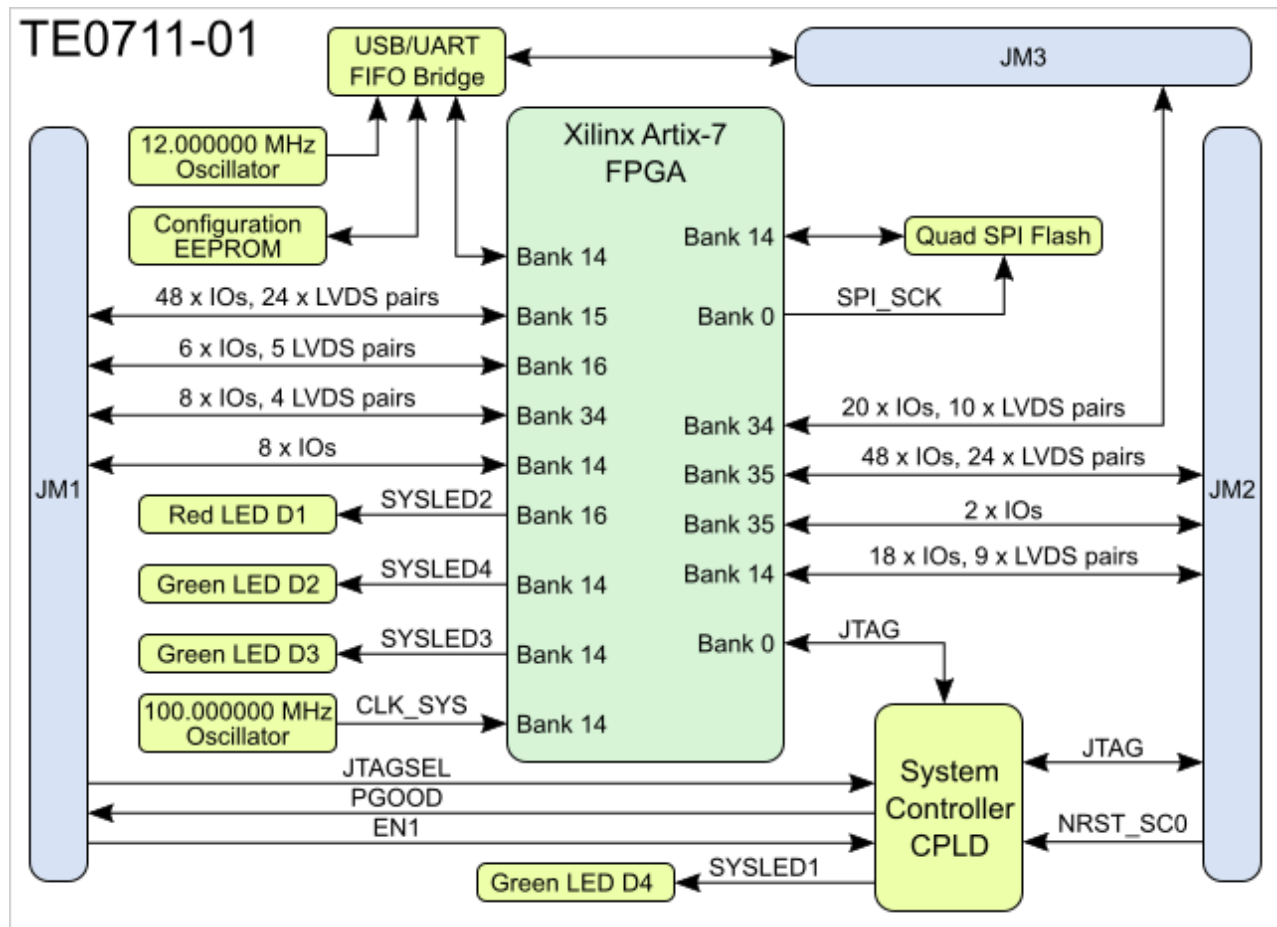 TE0711-01
USB/UART
FIFO Bridge
JM3
12.000000 MHz
Oscillator
Configuration
EEPROM
Xilinx Artix-7
FPGA
Bank 14
Bank 14
Quad SPI Flash
48 x IOs, 24 x LVDS pairs
Bank 15
Bank 0
SPI_SCK
6 x IOs, 5 LVDS pairs
Bank 16
8 x IOs, 4 LVDS pairs
Bank 34
Bank 34
20 x IOs, 10 x LVDS pairs
8 x IOs
Bank 14
Bank 35
48 x IOs, 24 x LVDS pairs
JM1
JM2
Red LED D1
SYSLED2
Bank 16
Bank 35
2 x IOs
Green LED D2
SYSLED4
Bank 14
Bank 14
18 x IOs, 9 x LVDS pairs
Green LED D3
SYSLED3
Bank 14
Bank 0
JTAG
100.000000 MHz
Oscillator
CLK_SYS
Bank 14
JTAGSEL
PGOOD
EN1
System
Controller
CPLD
JTAG
NRST_SC0
Green LED D4
SYSLED1